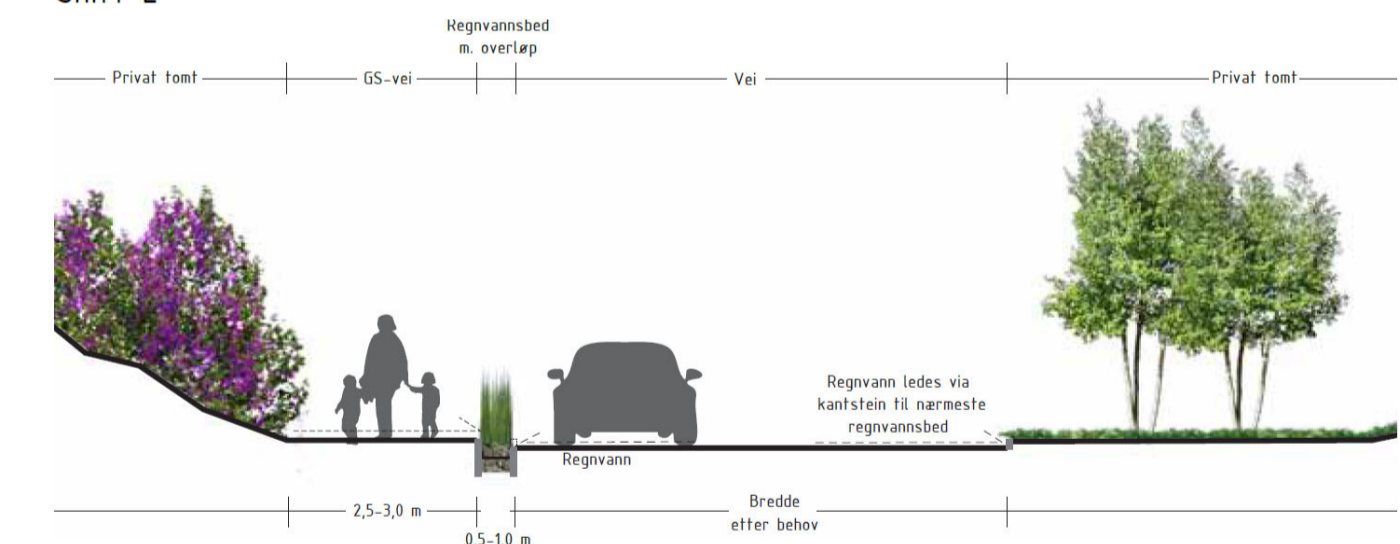 Regnvannsbed
m. overløp
Privat tomt
GS-vei
Vei
Privat tomt
Regnvann ledes via
kantstein til nærmeste
regnvannsbed
Regnvann
2,5-3,0 m
Bredde
etter behov
0,5-1,0 m